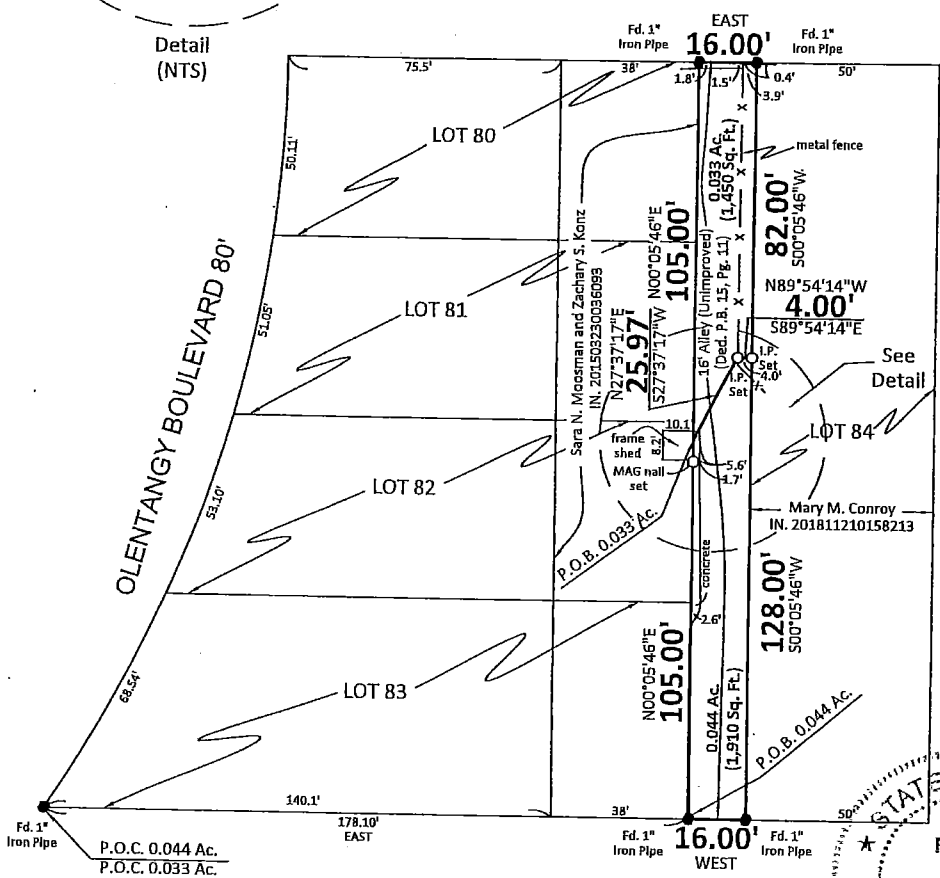 Detail
(NTS)
EAST
16.00'
Fd. 1"
Iron Pipe
Fd. 1"
Iron Pipe
75.5'
38'
1.8'
1.5'
0.4'
3.9'
50'
LOT 80
50.11'
metal fence
x
x
x
x
0.033 Ac.
(1,450 Sq. Ft.)
82.00'
S00°05'46"W
Sara N. Moosman and Zachary S. Konz
IN. 201503230036093
N00°05'46"E
105.00'
16' Alley (Unimproved)
(Ded. P.B. 15, Pg. 11)
N89°54'14"W
4.00'
S89°54'14"E
LOT 81
51.05'
N27°37'17"E
25.97'
S27°37'17"W
I.P.
Set
I.P.
Set
4.0'
See
Detail
OLENTANGY BOULEVARD 80'
LOT 84
10.1'
8.2'
frame
shed
MAG nail
set
5.6'
1.7'
LOT 82
53.10'
Mary M. Conroy
IN. 201811210158213
P.O.B. 0.033 Ac.
concrete
2.6'
128.00'
S00°05'46"W
N00°05'46"E
105.00'
LOT 83
68.54'
0.044 Ac.
(1,910 Sq. Ft.)
P.O.B. 0.044 Ac.
140.1'
178.10'
EAST
38'
50'
Fd. 1"
Iron Pipe
Fd. 1"
Iron Pipe
16.00'
WEST
Fd. 1"
Iron Pipe
P.O.C. 0.044 Ac.
P.O.C. 0.033 Ac.
STAT